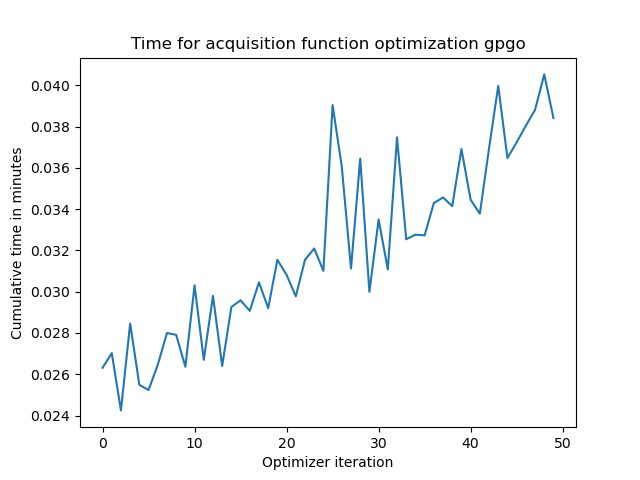 Time for acquisition function optimization gpgo
0.040
0.038
0.036
0.034
0.032
0.030
0.028
0.026
0.024
Cumulative time in minutes
0 10 20 30 40 50
Optimizer iteration